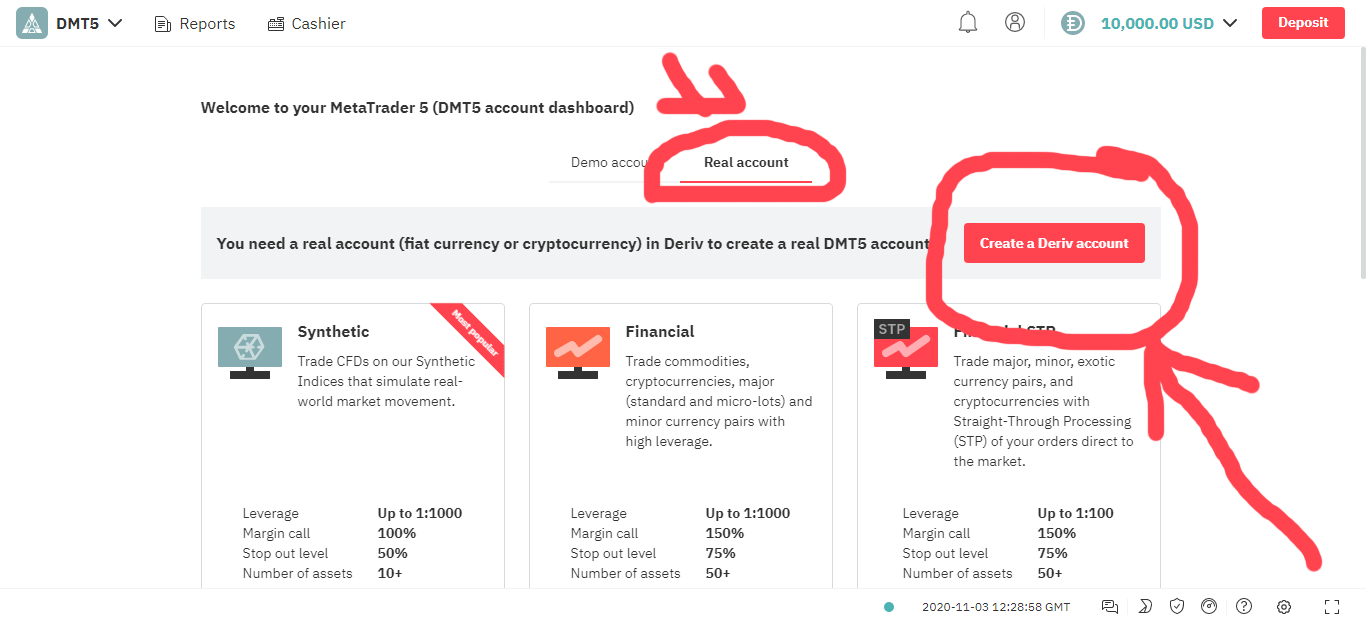 DMT5 Reports Cashier 10,000.00 USD Deposit
Welcome to your MetaTrader 5 (DMT5 account dashboard)
Demo accou Real account
You need a real account (fiat currency or cryptocurrency) in Deriv to create a real DMT5 account Create a Deriv account
Most popular
Synthetic
Trade CFDs on our Synthetic
Indices that simulate real-
world market movement.
Leverage Up to 1:1000
Margin call 100%
Stop out level 50%
Number of assets 10+
Financial
Trade commodities,
cryptocurrencies, major
(standard and micro-lots) and
minor currency pairs with
high leverage.
Leverage Up to 1:1000
Margin call 150%
Stop out level 75%
Number of assets 50+
STP
Financial STP
Trade major, minor, exotic
currency pairs, and
cryptocurrencies with
Straight-Through Processing
(STP) of your orders direct to
the market.
Leverage Up to 1:100
Margin call 150%
Stop out level 75%
Number of assets 50+
2020-11-03 12:28:58 GMT